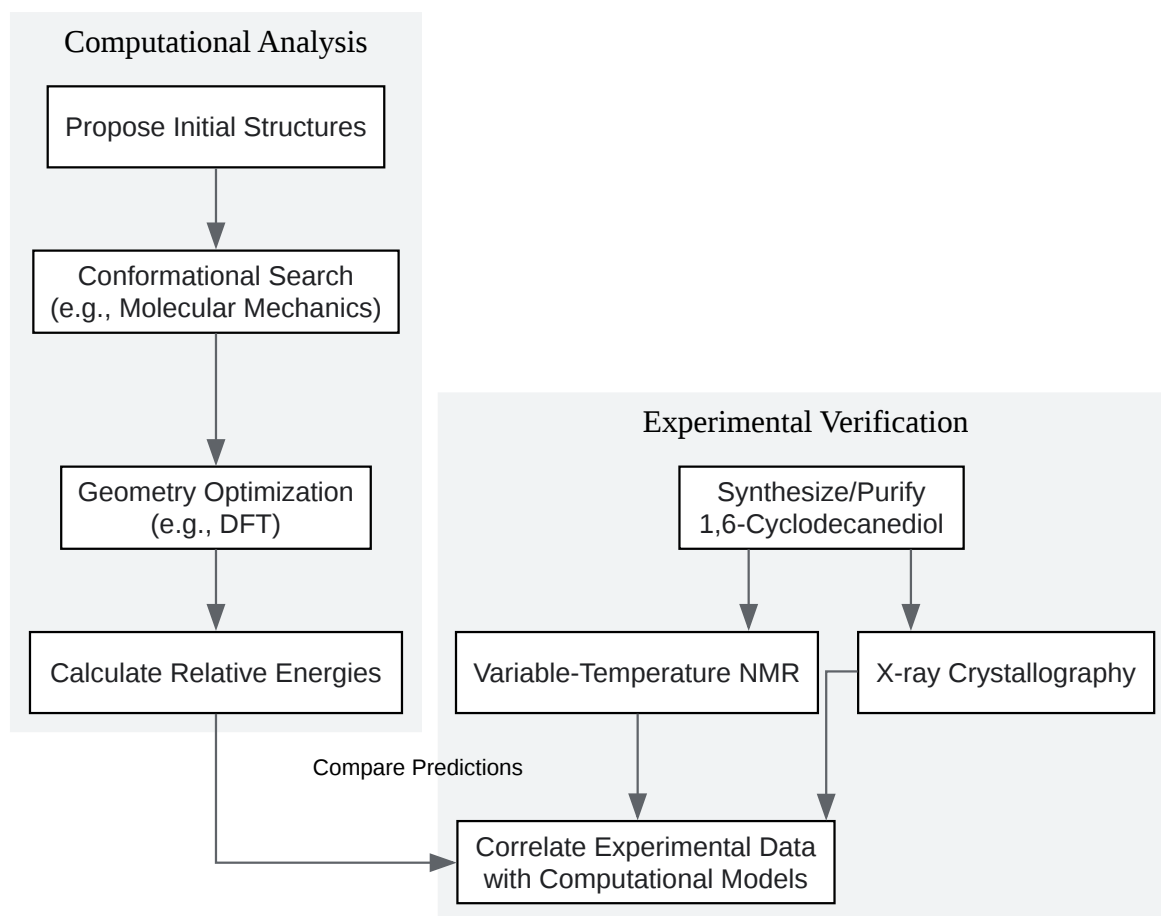 Computational Analysis
Propose Initial Structures
Conformational Search
(e.g., Molecular Mechanics)
Geometry Optimization
(e.g., DFT)
Calculate Relative Energies
Compare Predictions
Experimental Verification
Synthesize/Purify
1,6-Cyclodecanediol
Variable-Temperature NMR
X-ray Crystallography
Correlate Experimental Data
with Computational Models